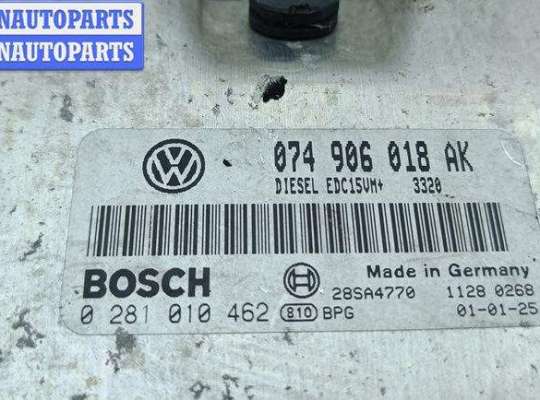 NAUTOPARTS
NAUTOPARTS
074 906 018 AK
DIESEL EDC15VM+ 3320
BOSCH
Made in Germany
28SA4770 1128 0268
0 281 010 462 810 BPG 01-01-25